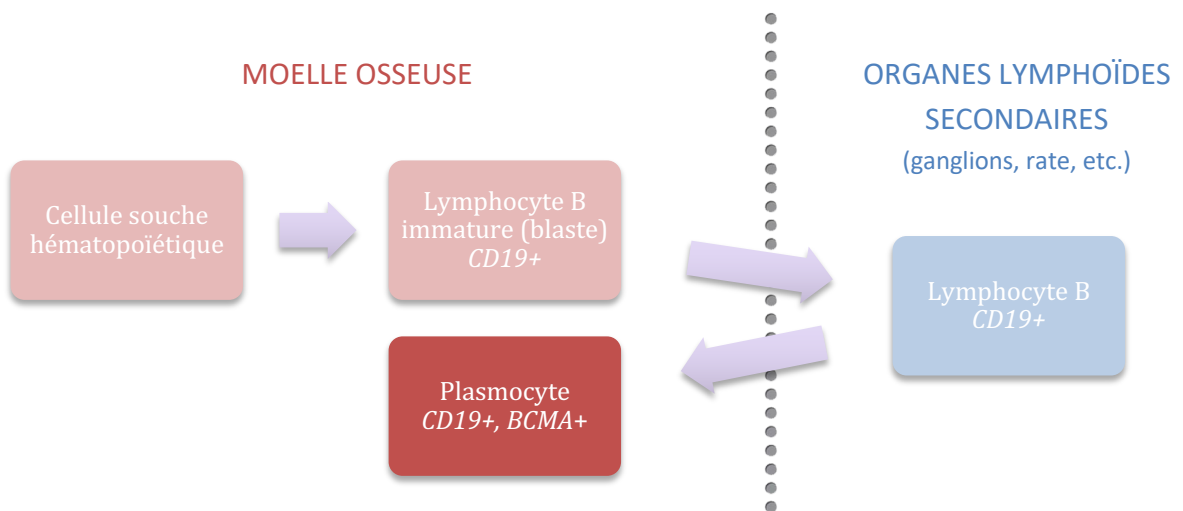 MOELLE OSSEUSE
ORGANES LYMPHOÏDES
SECONDAIRES
(ganglions, rate, etc.)
Cellule souche
hématopoïétique
Lymphocyte B
immature (blaste)
CD19+
Lymphocyte B
CD19+
Plasmocyte
CD19+, BCMA+